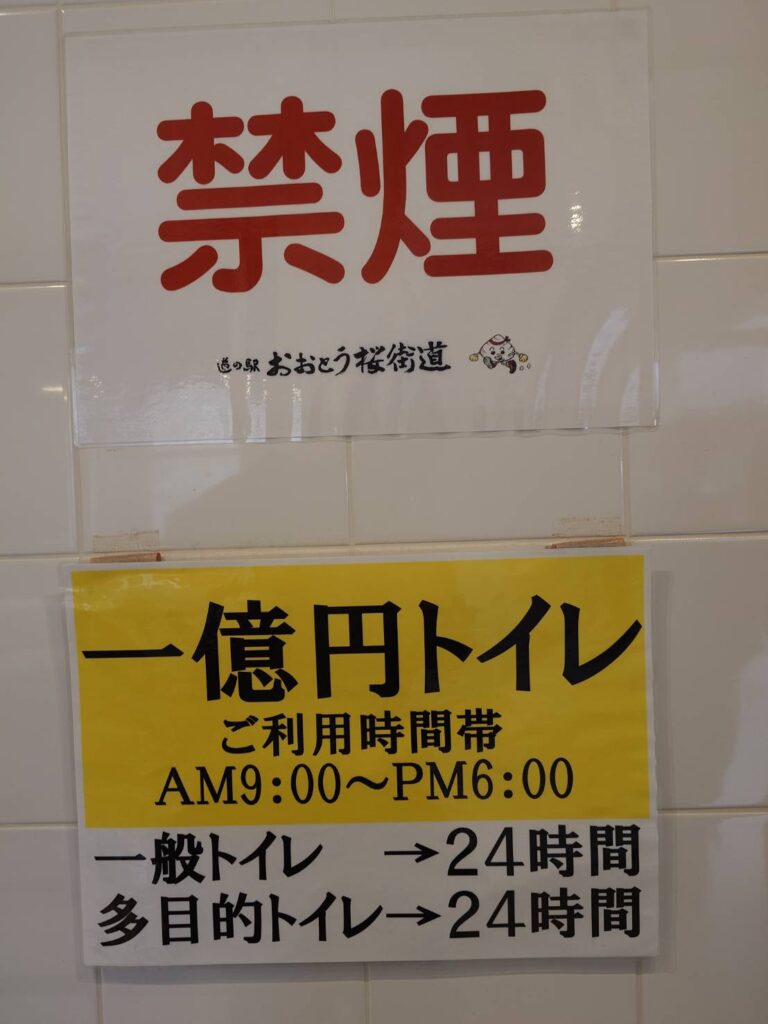 禁煙
道の駅 おおとう桜街道
一億円トイレ
ご利用時間帯
AM9:00～PM6:00
一般トイレ →24時間
多目的トイレ→24時間